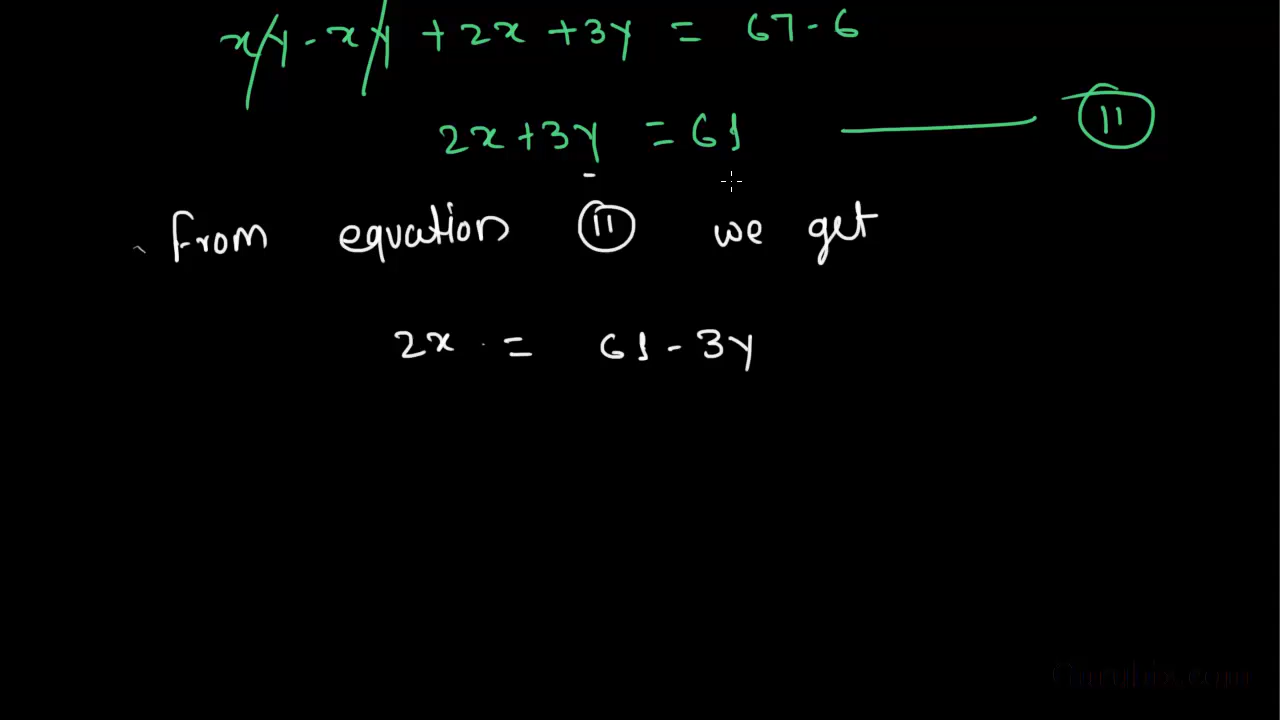 xy - xy + 2x + 3y = 67 - 6
2x + 3y = 61 (11)
From equation (11) we get
2x = 61 - 3y